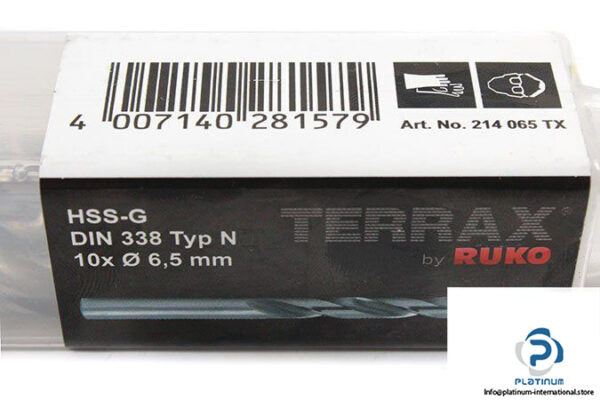 4 007140 281579
Art. No. 214 065 TX
HSS-G
DIN 338 Typ N
10x Ø 6,5 mm
TERRAX
by RUKO
PLATINUM
Info@platinum-international.store